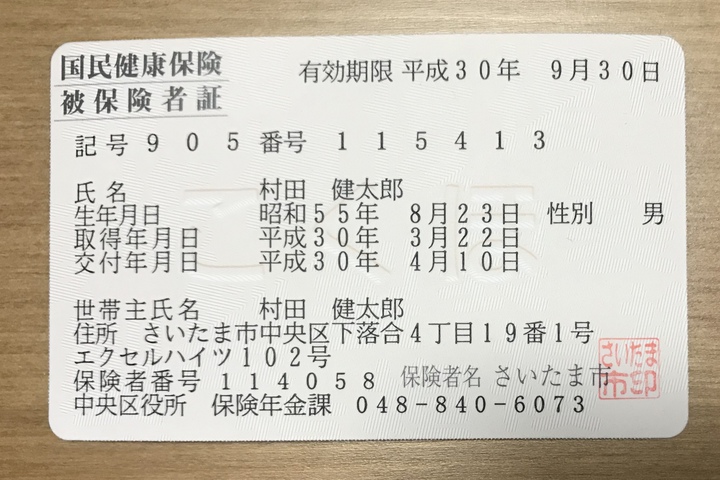 国民健康保険
被保険者証
有効期限 平成30年 9月30日
記号 905 番号 115413
氏名 村田 健太郎
生年月日 昭和55年 8月23日 性別 男
取得年月日 平成30年 3月22日
交付年月日 平成30年 4月10日
世帯主氏名 村田 健太郎
住所 さいたま市中央区下落合4丁目19番1号
エクセルハイツ102号
保険者番号 114058 保険者名 さいたま市
中央区役所 保険年金課 048-840-6073
さいたま
市印
こくほ